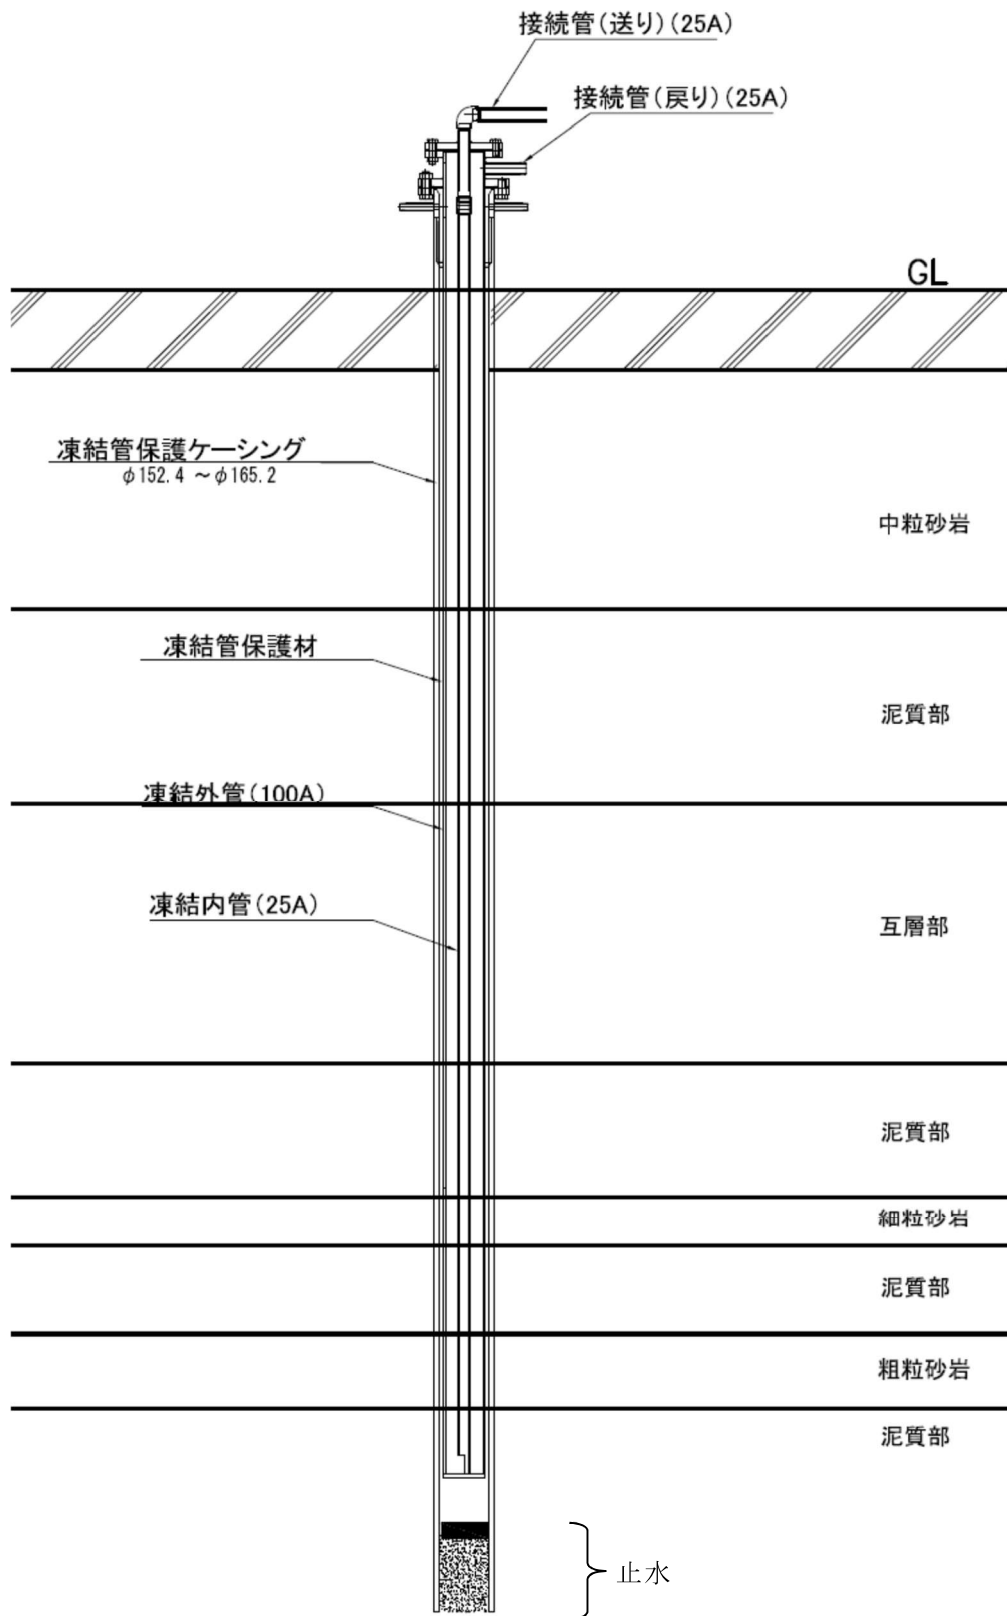 接続管(送り)(25A)
接続管(戻り)(25A)
GL
凍結管保護ケーシング
φ152.4 ～φ165.2
中粒砂岩
凍結管保護材
泥質部
凍結外管(100A)
凍結内管(25A)
互層部
泥質部
細粒砂岩
泥質部
粗粒砂岩
泥質部
止水